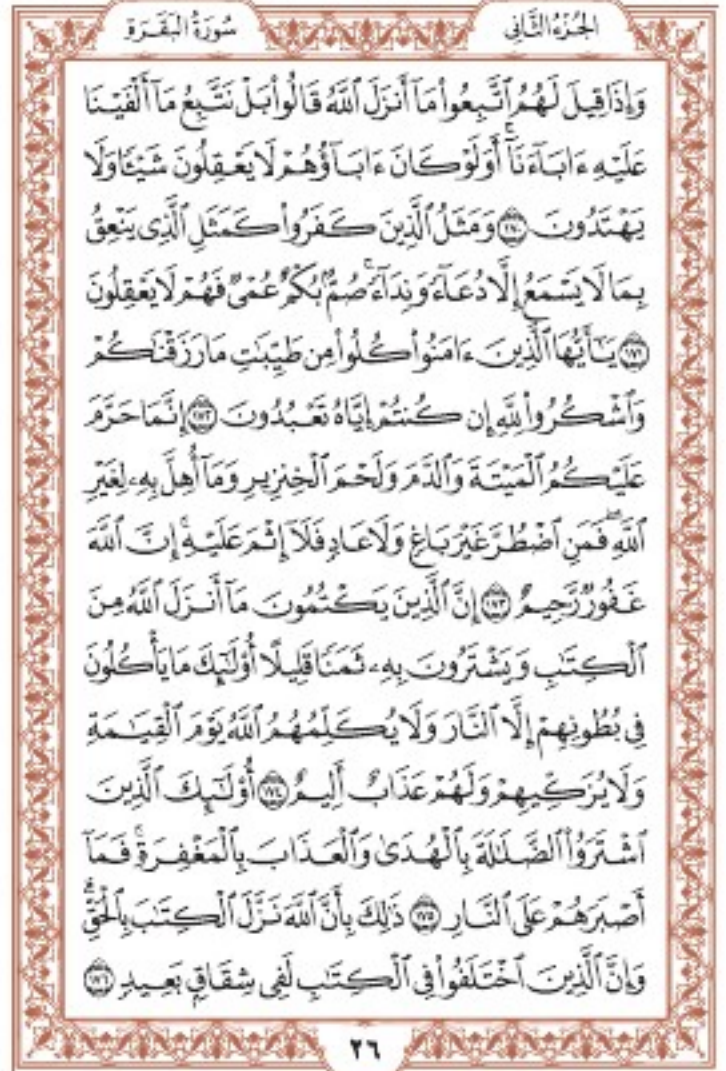 الجُزْءُ الثَّانِي
سُورَةُ البَقَرَةِ
وَإِذَا قِيلَ لَهُمُ ٱتَّبِعُوا۟ مَآ أَنزَلَ ٱللَّهُ قَالُوا۟ بَلْ نَتَّبِعُ مَآ أَلْفَيْنَا
عَلَيْهِ ءَابَآءَنَآ ۗ أَوَلَوْ كَانَ ءَابَآؤُهُمْ لَا يَعْقِلُونَ شَيْـًٔا وَلَا
يَهْتَدُونَ ١٧٠ وَمَثَلُ ٱلَّذِينَ كَفَرُوا۟ كَمَثَلِ ٱلَّذِى يَنْعِقُ
بِمَا لَا يَسْمَعُ إِلَّا دُعَآءً وَنِدَآءً ۚ صُمٌّۢ بُكْمٌ عُمْىٌ فَهُمْ لَا يَعْقِلُونَ
١٧١ يَـٰٓأَيُّهَا ٱلَّذِينَ ءَامَنُوا۟ كُلُوا۟ مِن طَيِّبَـٰتِ مَا رَزَقْنَـٰكُمْ
وَٱشْكُرُوا۟ لِلَّهِ إِن كُنتُمْ إِيَّاهُ تَعْبُدُونَ ١٧٢ إِنَّمَا حَرَّمَ
عَلَيْكُمُ ٱلْمَيْتَةَ وَٱلدَّمَ وَلَحْمَ ٱلْخِنزِيرِ وَمَآ أُهِلَّ بِهِۦ لِغَيْرِ
ٱللَّهِ ۖ فَمَنِ ٱضْطُرَّ غَيْرَ بَاغٍ وَلَا عَادٍ فَلَآ إِثْمَ عَلَيْهِ ۚ إِنَّ ٱللَّهَ
غَفُورٌ رَّحِيمٌ ١٧٣ إِنَّ ٱلَّذِينَ يَكْتُمُونَ مَآ أَنزَلَ ٱللَّهُ مِنَ
ٱلْكِتَـٰبِ وَيَشْتَرُونَ بِهِۦ ثَمَنًا قَلِيلًا أُو۟لَـٰٓئِكَ مَا يَأْكُلُونَ
فِى بُطُونِهِمْ إِلَّا ٱلنَّارَ وَلَا يُكَلِّمُهُمُ ٱللَّهُ يَوْمَ ٱلْقِيَـٰمَةِ
وَلَا يُزَكِّيهِمْ وَلَهُمْ عَذَابٌ أَلِيمٌ ١٧٤ أُو۟لَـٰٓئِكَ ٱلَّذِينَ
ٱشْتَرَوُا۟ ٱلضَّلَـٰلَةَ بِٱلْهُدَىٰ وَٱلْعَذَابَ بِٱلْمَغْفِرَةِ ۚ فَمَآ
أَصْبَرَهُمْ عَلَى ٱلنَّارِ ١٧٥ ذَٰلِكَ بِأَنَّ ٱللَّهَ نَزَّلَ ٱلْكِتَـٰبَ بِٱلْحَقِّ ۗ
وَإِنَّ ٱلَّذِينَ ٱخْتَلَفُوا۟ فِى ٱلْكِتَـٰبِ لَفِى شِقَاقٍۭ بَعِيدٍ ١٧٦
٢٦